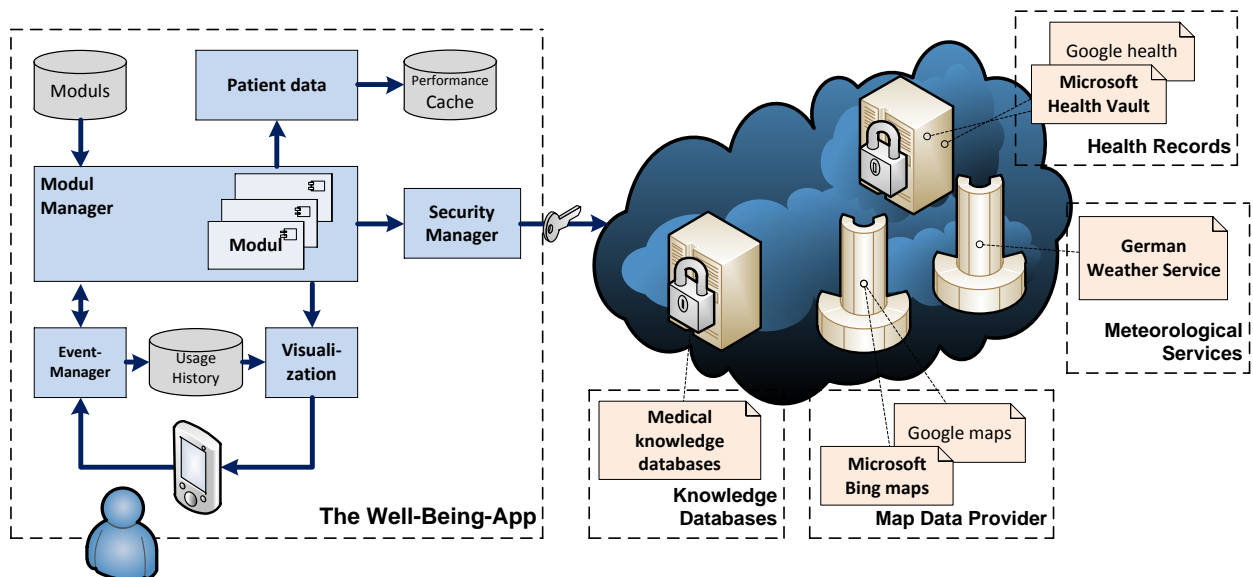 Moduls
Patient data
Performance
Cache
Modul
Manager
Modul
Security
Manager
Event-
Manager
Usage
History
Visuali-
zation
The Well-Being-App
Google health
Microsoft
Health Vault
Health Records
German
Weather Service
Meteorological
Services
Medical
knowledge
databases
Knowledge
Databases
Google maps
Microsoft
Bing maps
Map Data Provider